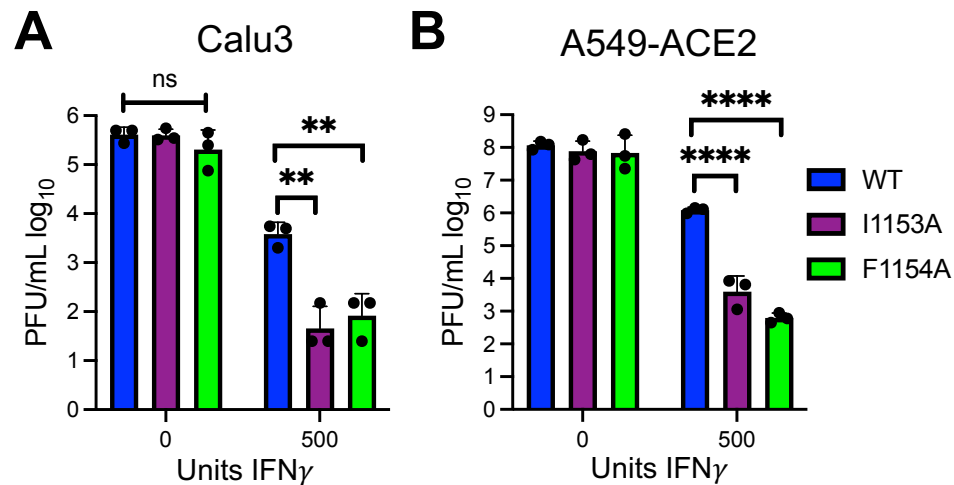 A
Calu3
ns
**
**
6
5
4
3
2
1
0
PFU/mL log10
0
500
Units IFNγ
B
A549-ACE2
****
****
9
8
7
6
5
4
3
2
1
0
PFU/mL log10
0
500
Units IFNγ
WT
I1153A
F1154A